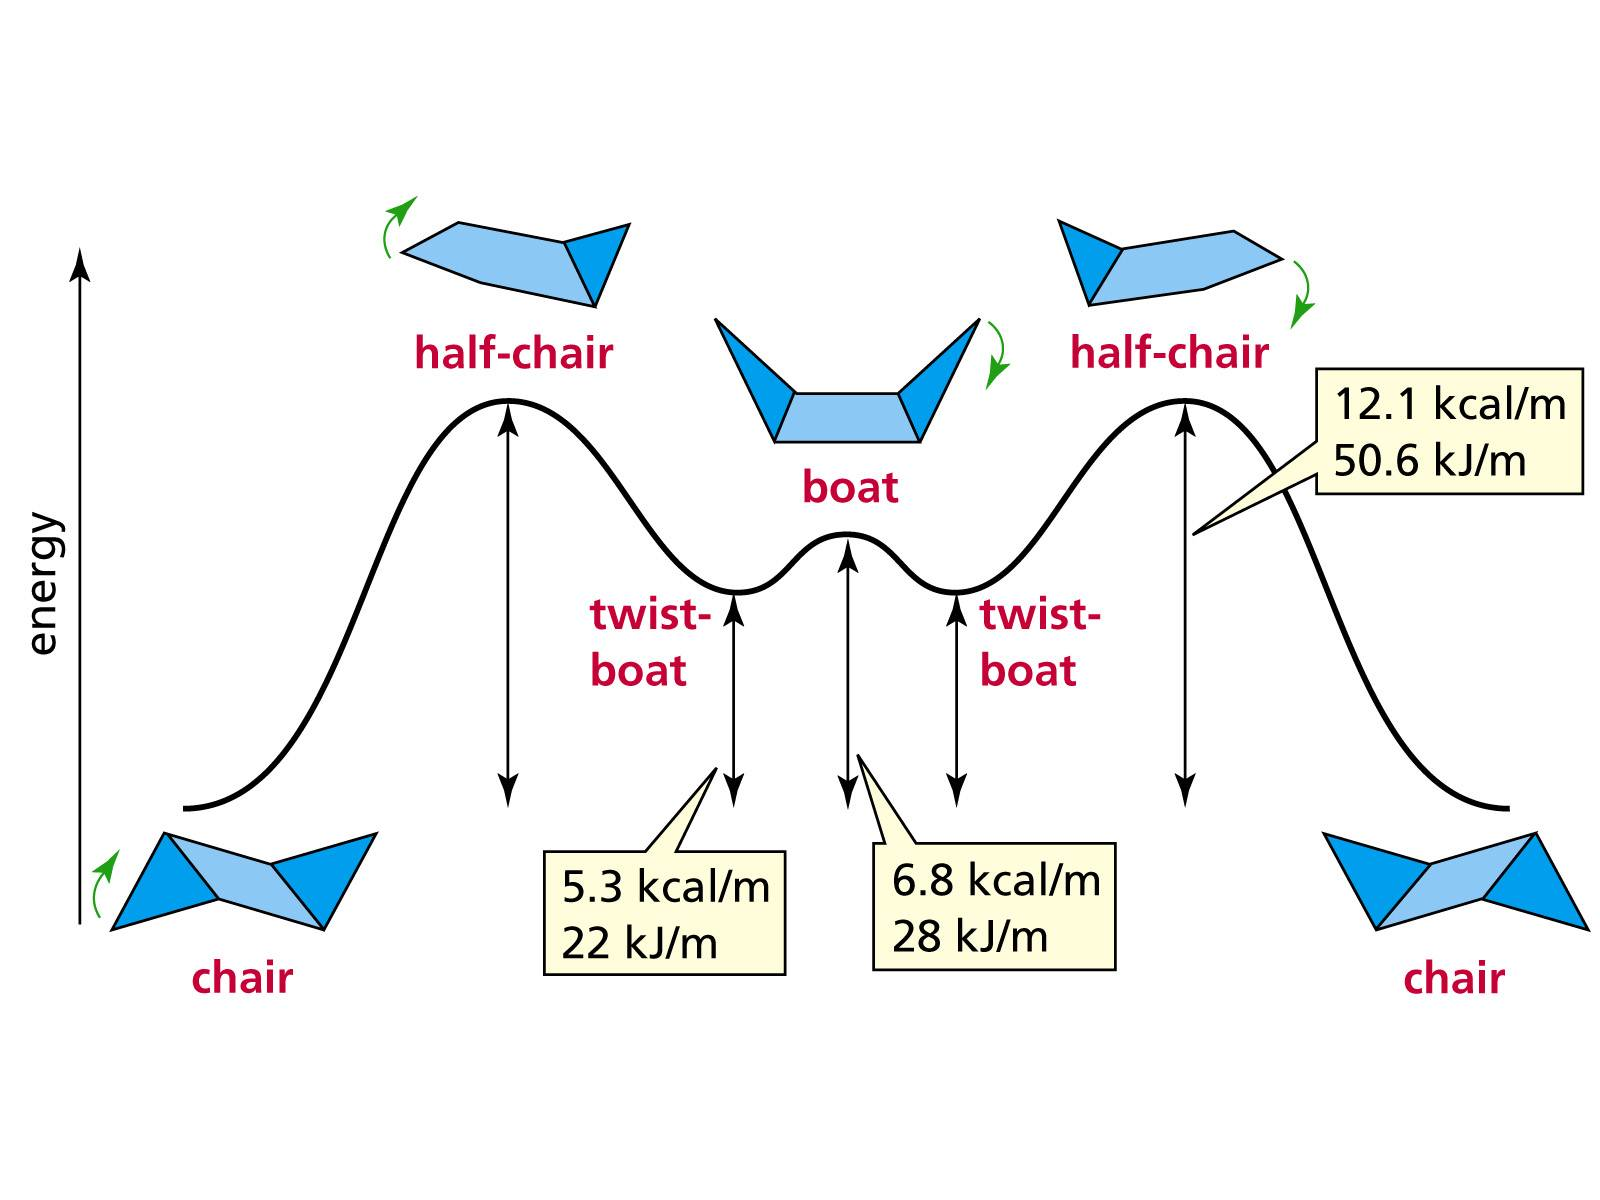 half-chair
half-chair
12.1 kcal/m
50.6 kJ/m
boat
energy
twist-
boat
twist-
boat
5.3 kcal/m
22 kJ/m
6.8 kcal/m
28 kJ/m
chair
chair